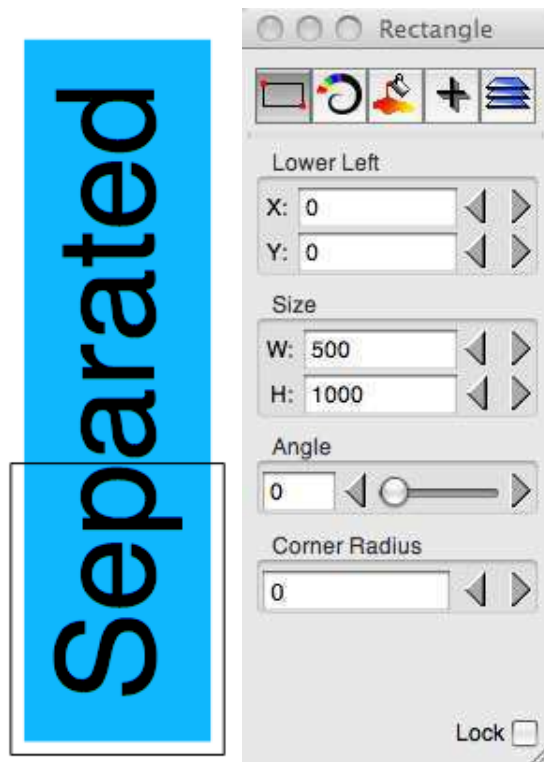 Separated
Rectangle
Lower Left
X: 0
Y: 0
Size
W: 500
H: 1000
Angle
0
Corner Radius
0
Lock